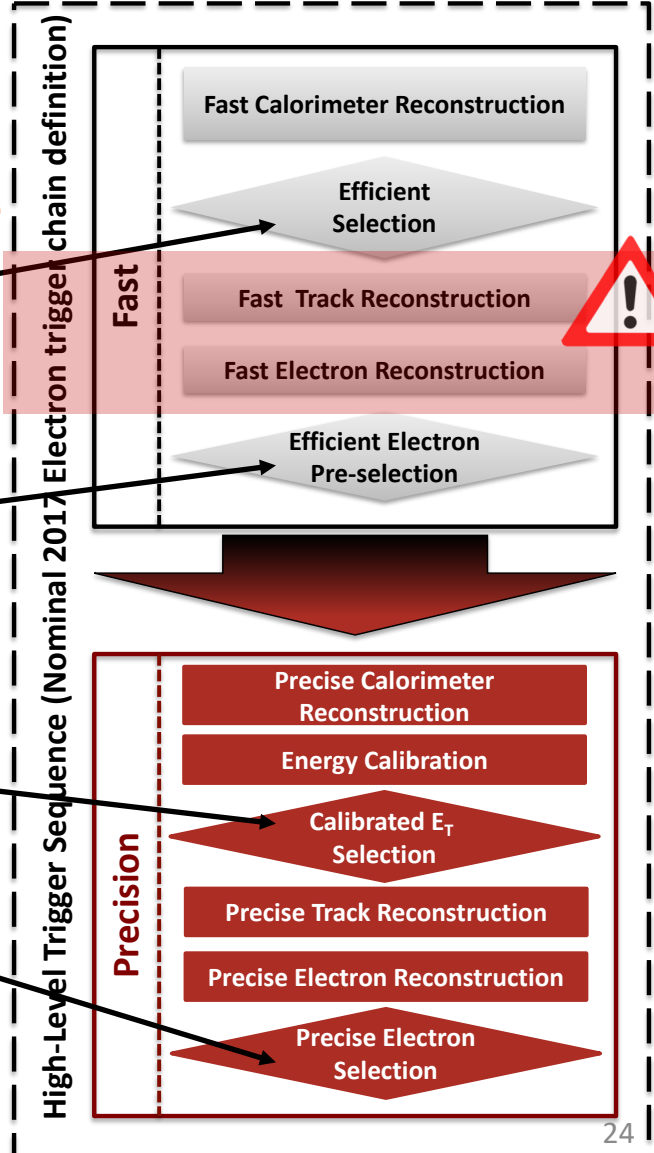 High-Level Trigger Sequence (Nominal 2017 Electron trigger chain definition)
Fast
Fast Calorimeter Reconstruction
Efficient
Selection
Fast Track Reconstruction
Fast Electron Reconstruction
Efficient Electron
Pre-selection
!
Precision
Precise Calorimeter
Reconstruction
Energy Calibration
Calibrated ET
Selection
Precise Track Reconstruction
Precise Electron Reconstruction
Precise Electron
Selection
24